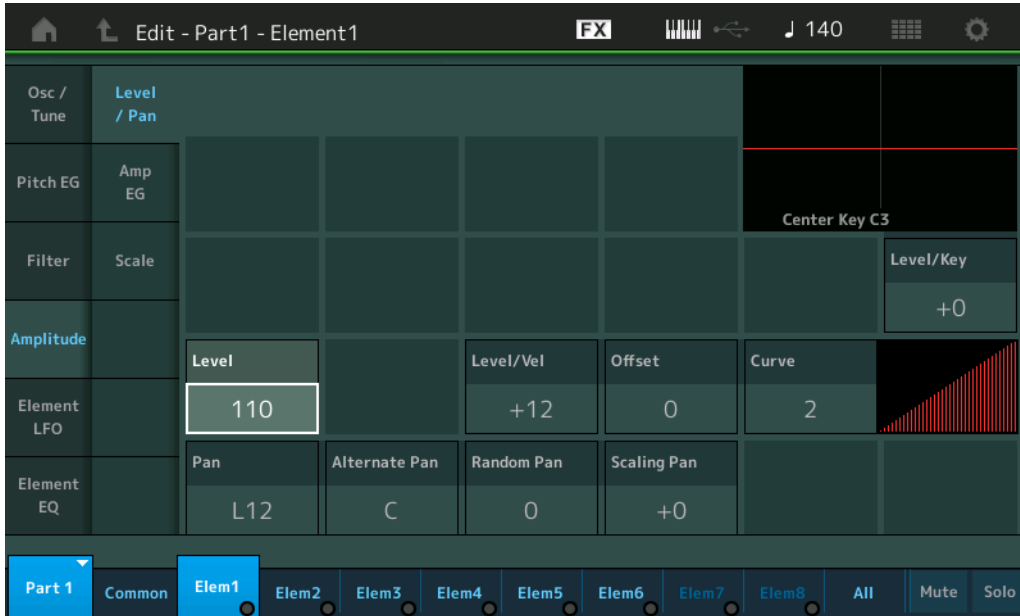 Edit - Part1 - Element1
FX
♩ 140
Osc /
Tune
Level
/ Pan
Pitch EG
Amp
EG
Center Key C3
Filter
Scale
Level/Key
+0
Amplitude
Level
Level/Vel
Offset
Curve
110
+12
0
2
Element
LFO
Pan
Alternate Pan
Random Pan
Scaling Pan
L12
C
0
+0
Element
EQ
Part 1
Common
Elem1
Elem2
Elem3
Elem4
Elem5
Elem6
Elem7
Elem8
All
Mute
Solo